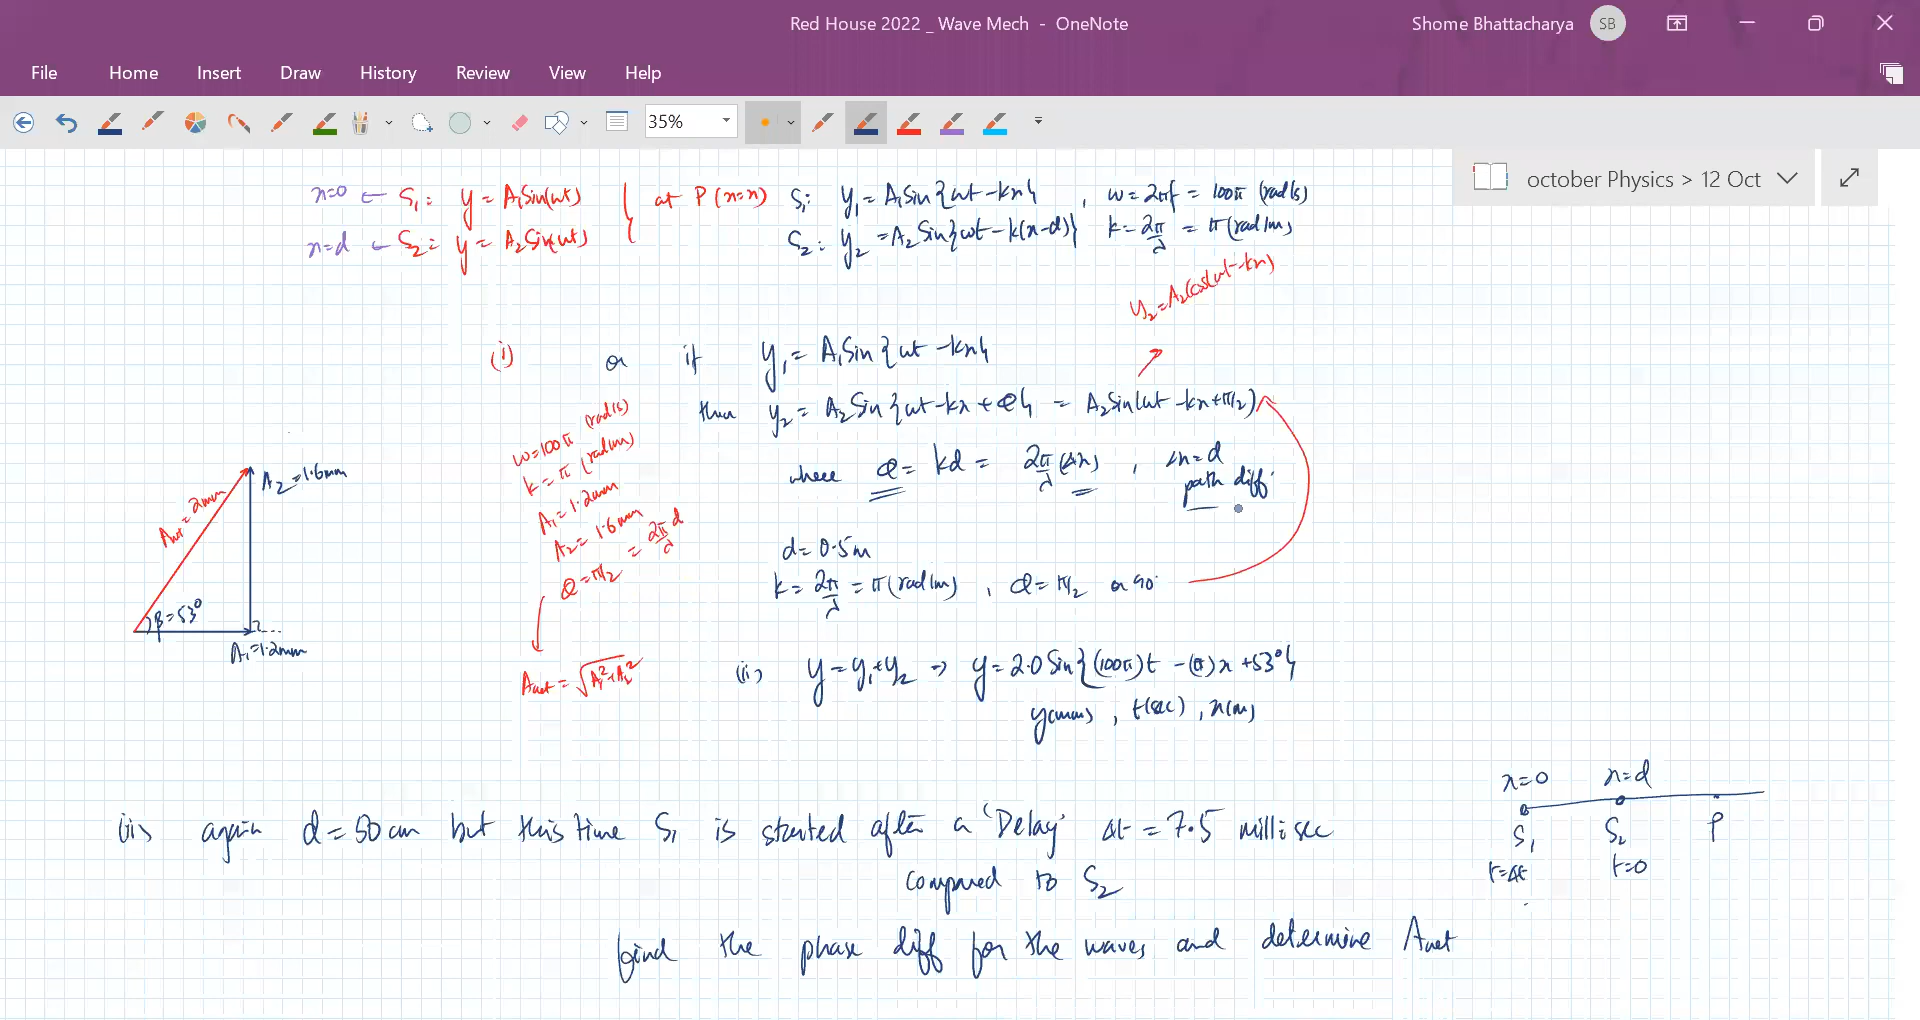 Red House 2022 _ Wave Mech - OneNote
Shome Bhattacharya SB
File Home Insert Draw History Review View Help
35%
october Physics > 12 Oct
x=0 ← S₁: y = A₁Sin(ωt)
x=d ← S₂: y = A₂Sin(ωt)
at P (x=x)
S₁: y₁ = A₁Sin{ωt-kx}, ω=2πf = 100π (rad/s)
S₂: y₂ = A₂Sin{ωt-k(x-d)} k = 2π/λ = π (rad/m)
y₂=A₂Cos(ωt-kx)
(i) or if y₁ = A₁Sin{ωt-kx}
then y₂ = A₂Sin{ωt-kx+φ} = A₂Sin(ωt-kx+π/2)
where φ = kd = 2π/λ (Δx), Δx=d
path diff
d = 0.5m
k = 2π/λ = π (rad/m), φ = π/2 or 90°
ω=100π (rad/s)
k = π (rad/m)
A₁ = 1.2mm
A₂ = 1.6mm
φ = π/2 = 2π/λ d
Anet = √A₁²+A₂²
A₂ = 1.6mm
Anet = 2mm
β = 53°
A₁=1.2mm
(ii) y = y₁+y₂ ⇒ y = 2.0 Sin{(100π)t - (π)x + 53°}
y(mm), t(sec), x(m)
(iii) again d = 50 cm but this time S₁ is started after a 'Delay' Δt = 7.5 millisec
compared to S₂
find the phase diff for the waves and determine Anet
x=0 x=d
S₁ S₂ P
t=Δt t=0